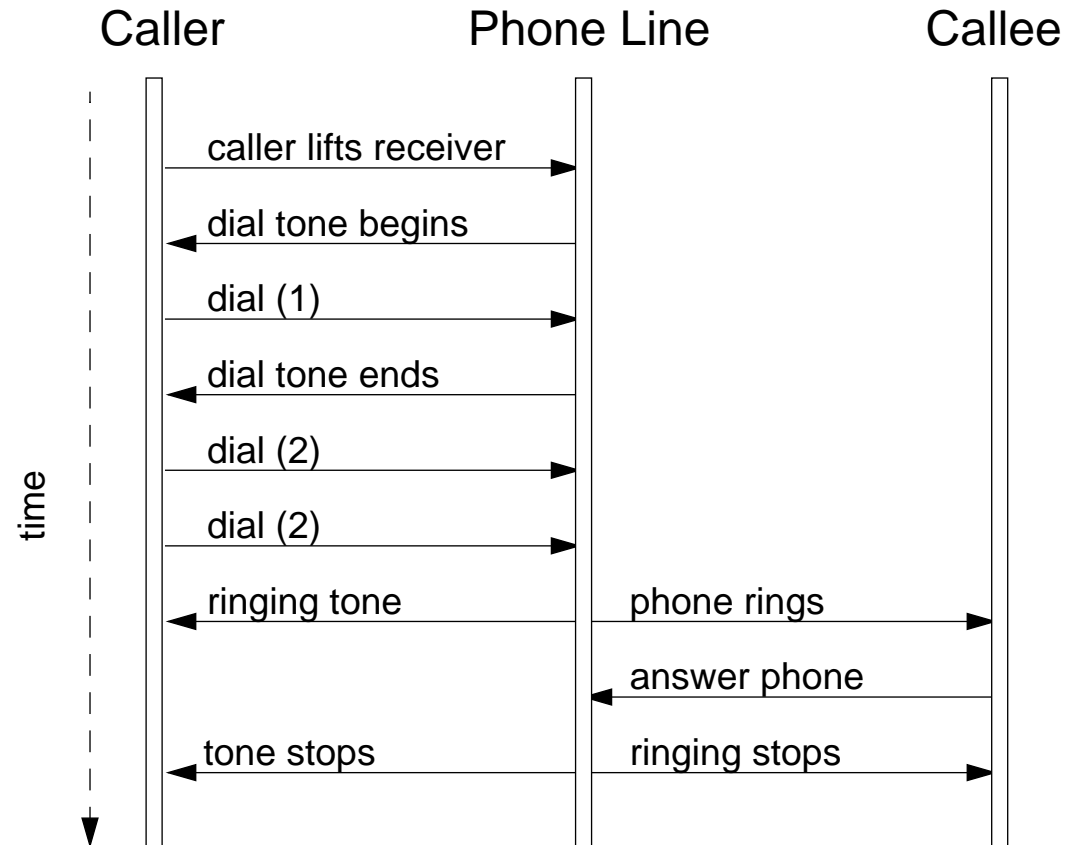 Caller Phone Line Callee
caller lifts receiver
dial tone begins
dial (1)
dial tone ends
dial (2)
time
dial (2)
ringing tone phone rings
answer phone
tone stops ringing stops